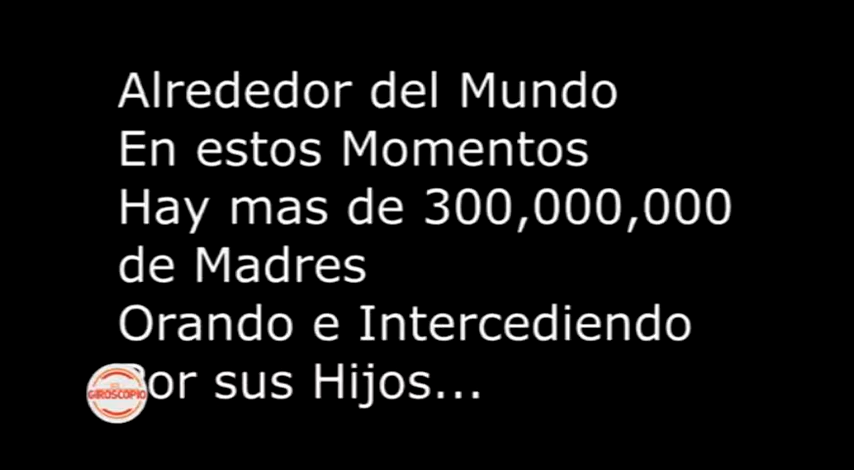 Alrededor del Mundo
En estos Momentos
Hay mas de 300,000,000
de Madres
Orando e Intercediendo
Por sus Hijos...
GIROSCOPIO